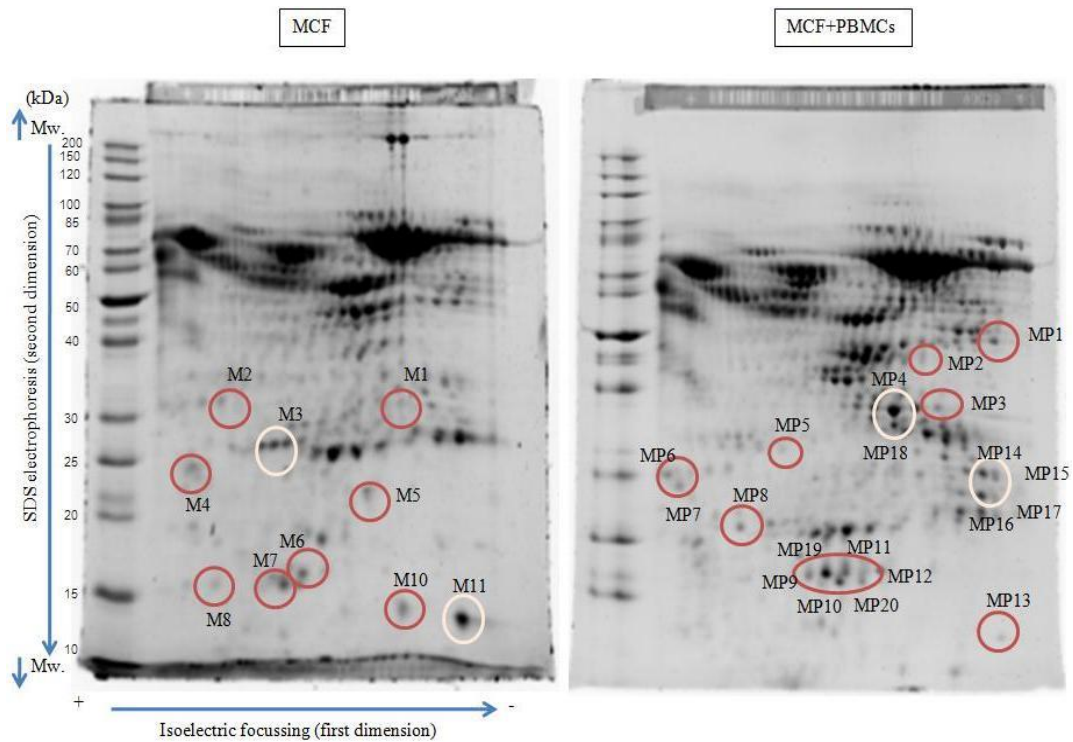 MCF
MCF+PBMCs
(kDa)
Mw.
200
150
120
100
85
70
60
50
40
30
25
20
15
10
Mw.
SDS electrophoresis (second dimension)
M2
M1
M3
M4
M5
M6
M7
M8
M10
M11
MP1
MP2
MP4
MP3
MP5
MP18
MP6
MP14
MP15
MP7
MP8
MP16
MP17
MP19
MP11
MP9
MP12
MP10
MP20
MP13
+
-
Isoelectric focussing (first dimension)